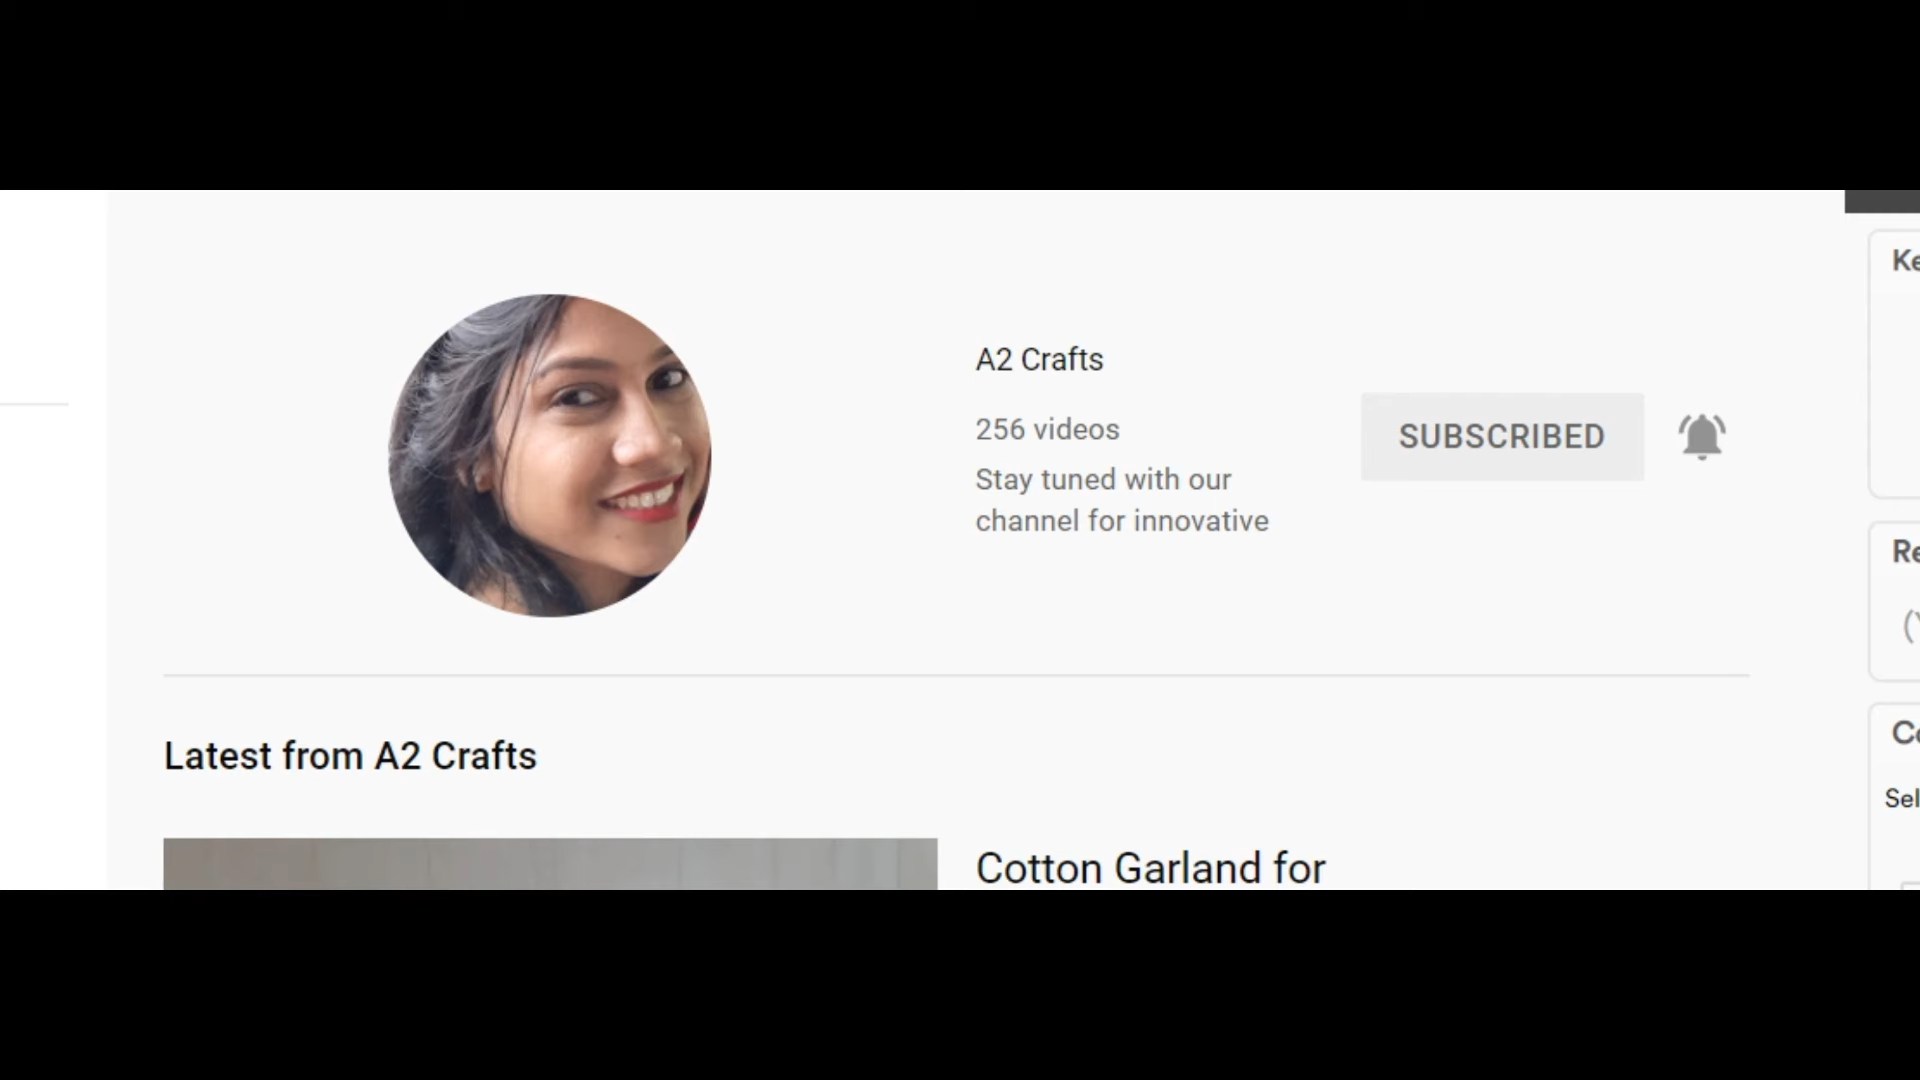 A2 Crafts
256 videos
Stay tuned with our
channel for innovative
SUBSCRIBED
Latest from A2 Crafts
Cotton Garland for